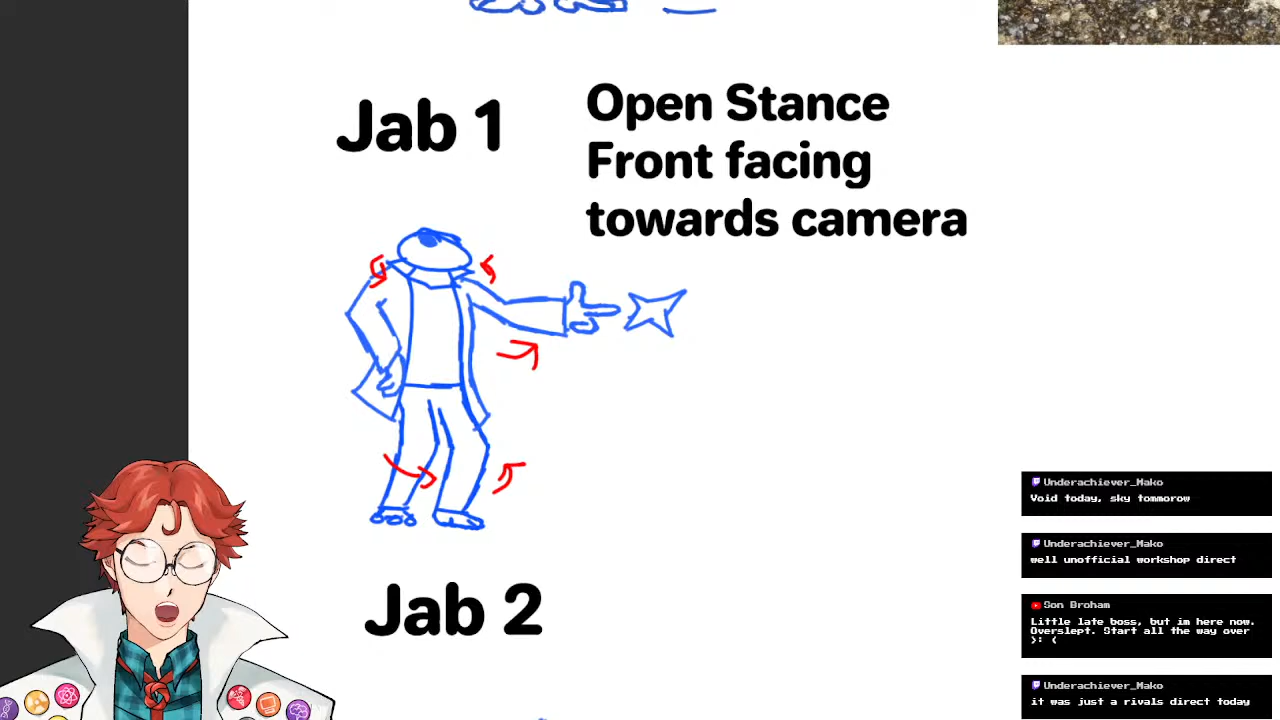 Jab 1
Open Stance
Front facing
towards camera
Jab 2
Underachiever_Mako
Void today, sky tommorow
Underachiever_Mako
well unofficial workshop direct
Son Broham
Little late boss, but im here now.
Overslept. Start all the way over
>: (
Underachiever_Mako
it was just a rivals direct today